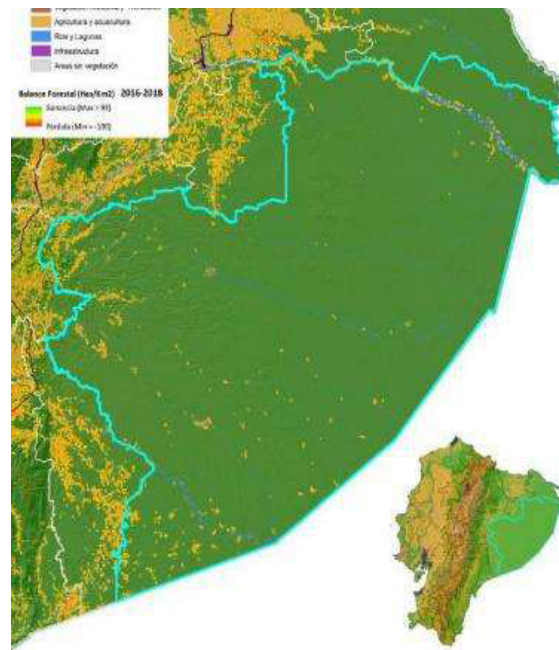 Agricultura y acuacultura
Ríos y Lagunas
Infraestructura
Áreas sin vegetación
Balance Forestal (Has/Km2) 2016-2018
Ganancia (Max = 99)
Pérdida (Min = -100)